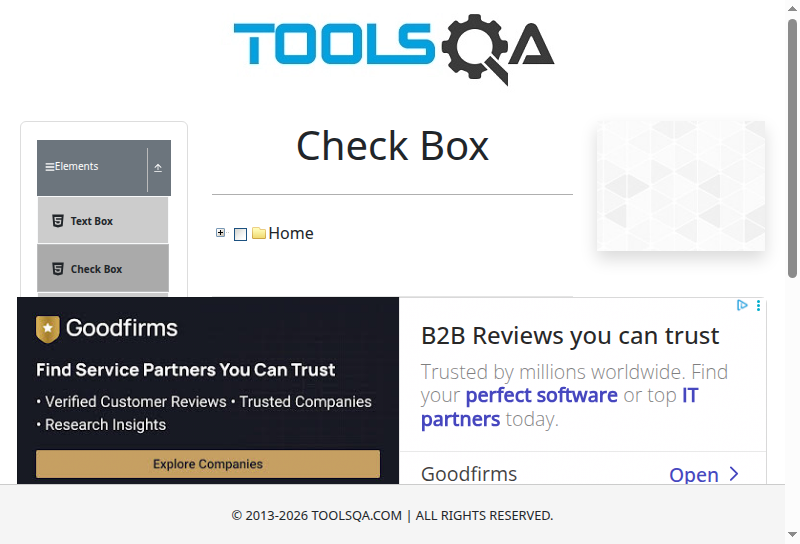 TOOLSQA
Check Box
Elements
Text Box
Check Box
Home
Goodfirms
Find Service Partners You Can Trust
• Verified Customer Reviews • Trusted Companies
• Research Insights
Explore Companies
B2B Reviews you can trust
Trusted by millions worldwide. Find
your perfect software or top IT
partners today.
Goodfirms
Open
© 2013-2026 TOOLSQA.COM | ALL RIGHTS RESERVED.